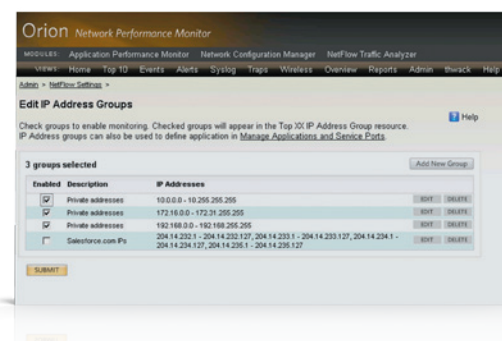 Orion Network Performance Monitor
MODULES: Application Performance Monitor Network Configuration Manager NetFlow Traffic Analyzer
VIEWS: Home Top 10 Events Alerts Syslog Traps Wireless Overview Reports Admin thwack Help
Admin > NetFlow Settings >
Edit IP Address Groups
Help
Check groups to enable monitoring. Checked groups will appear in the Top XX IP Address Group resource.
IP Address groups can also be used to define application in Manage Applications and Service Ports.
3 groups selected Add New Group
Enabled Description IP Addresses
Private addresses 10.0.0.0 - 10.255.255.255 EDIT DELETE
Private addresses 172.16.0.0 - 172.31.255.255 EDIT DELETE
Private addresses 192.168.0.0 - 192.168.255.255 EDIT DELETE
Salesforce.com IPs 204.14.232.1 - 204.14.232.127, 204.14.233.1 - 204.14.233.127, 204.14.234.1 - EDIT DELETE
204.14.234.127, 204.14.235.1 - 204.14.235.127
SUBMIT